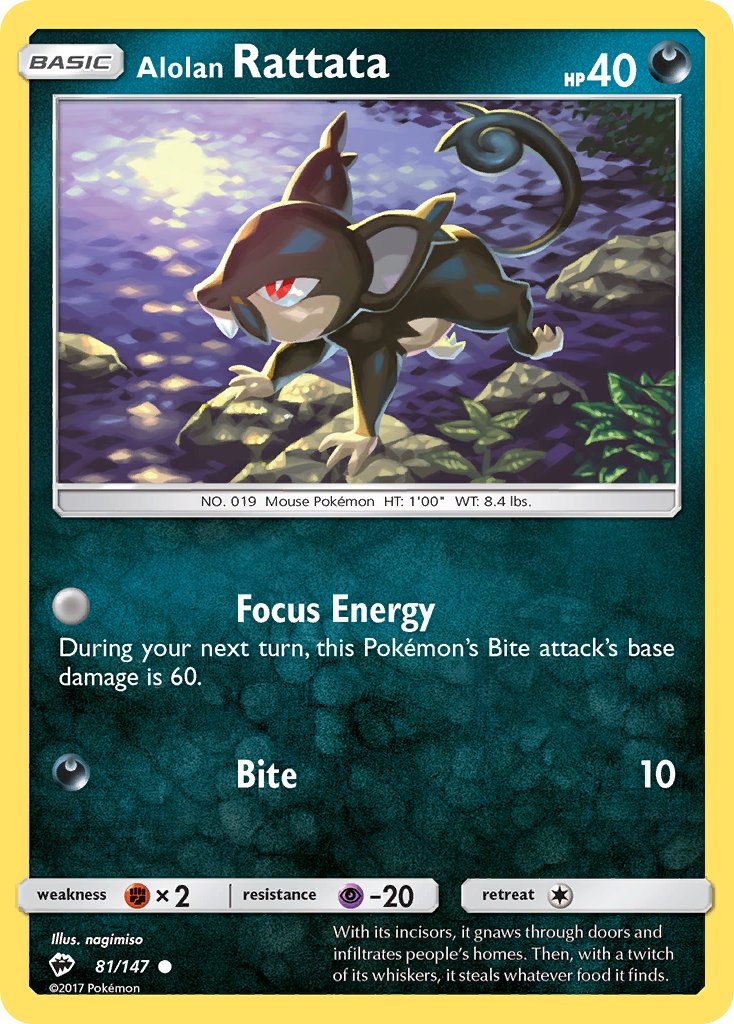 BASIC Alolan Rattata HP 40
NO. 019 Mouse Pokémon HT: 1'00" WT: 8.4 lbs.
Focus Energy
During your next turn, this Pokémon's Bite attack's base
damage is 60.
Bite 10
weakness ×2 resistance -20 retreat
Illus. nagimiso
81/147
©2017 Pokémon
With its incisors, it gnaws through doors and
infiltrates people's homes. Then, with a twitch
of its whiskers, it steals whatever food it finds.